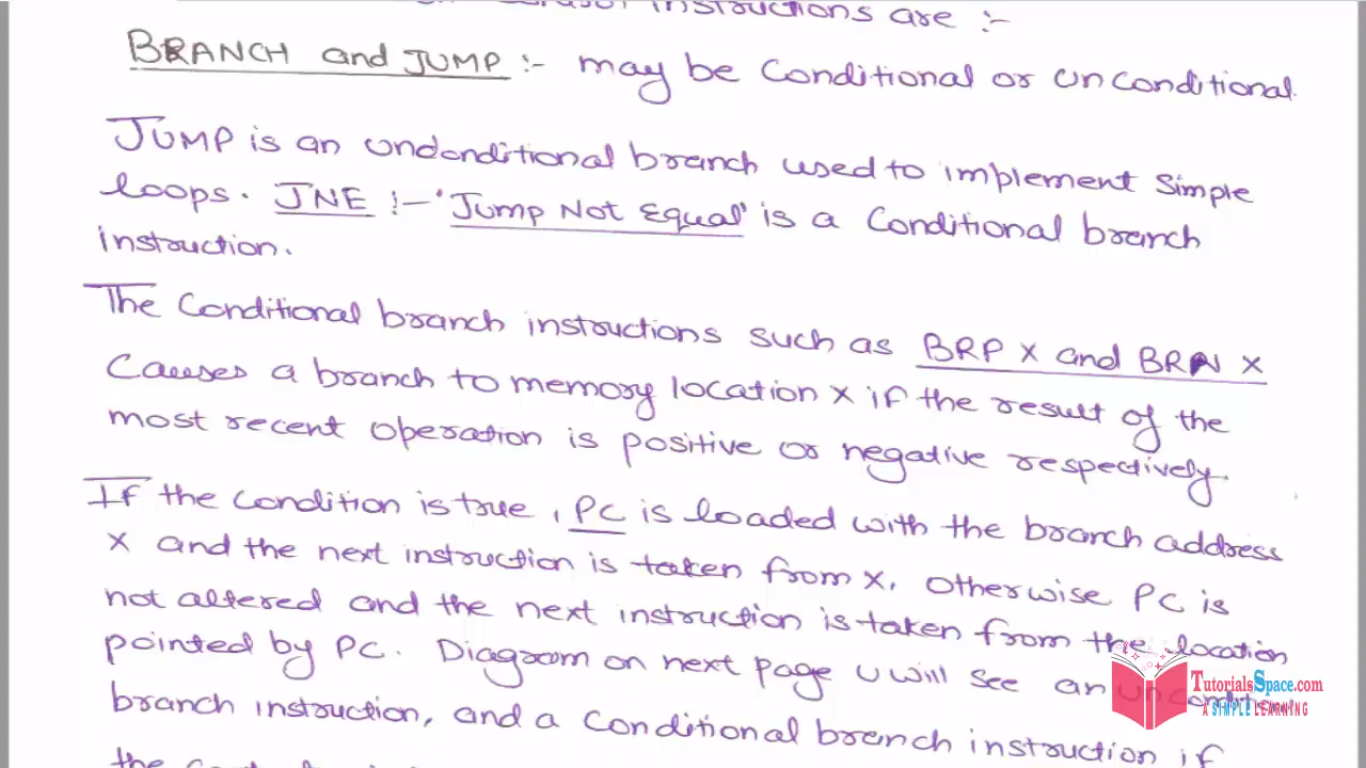 instructions are :-
BRANCH and JUMP :- may be Conditional or unconditional.
JUMP is an undonditional branch used to implement simple
loops. JNE :- 'Jump Not Equal' is a Conditional branch
instruction.
The Conditional branch instructions such as BRP X and BRN X
Causes a branch to memory location X if the result of the
most recent operation is positive or negative respectively.
If the condition is true, PC is loaded with the branch address
X and the next instruction is taken from X, otherwise PC is
not altered and the next instruction is taken from the location
pointed by PC. Diagram on next page u will see an uncondition
branch instruction, and a Conditional branch instruction if
the
TutorialsSpace.com
A SIMPLE LEARNING